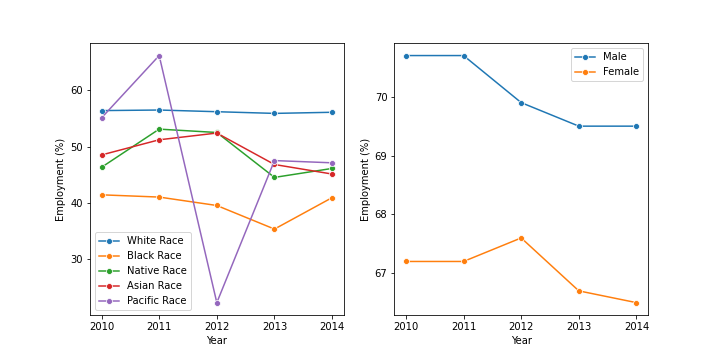 Employment (%)
60
50
40
30
White Race
Black Race
Native Race
Asian Race
Pacific Race
2010 2011 2012 2013 2014
Year
Employment (%)
70
69
68
67
Male
Female
2010 2011 2012 2013 2014
Year